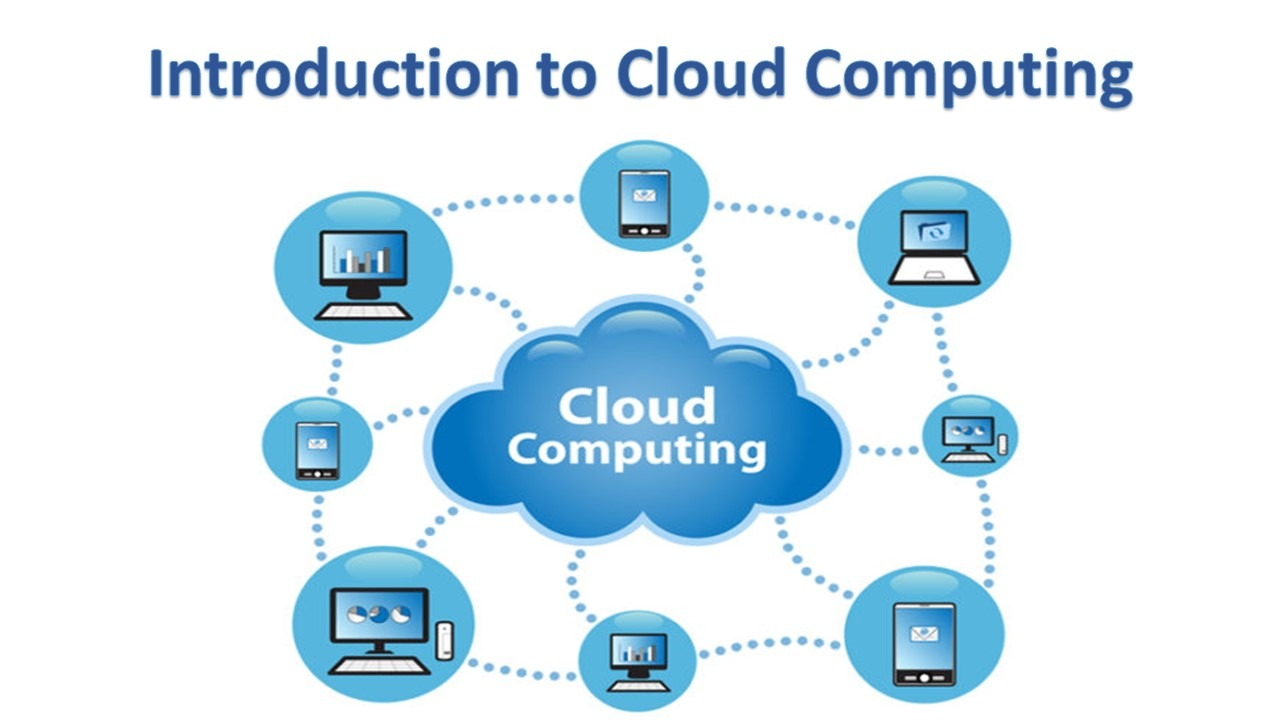 Introduction to Cloud Computing
Cloud
Computing